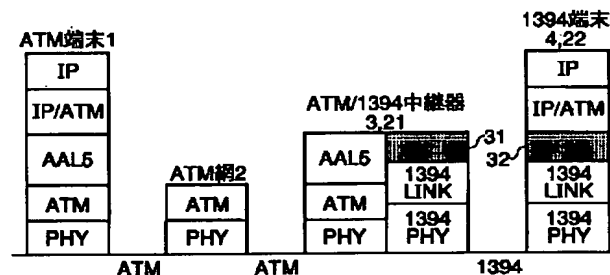 ATM端末1
IP
IP/ATM
AAL5
ATM
PHY
ATM網2
ATM
PHY
ATM/1394中継器
3,21
AAL5
ATM
PHY
31
1394
LINK
1394
PHY
1394端末
4,22
IP
IP/ATM
32
1394
LINK
1394
PHY
ATM
ATM
1394